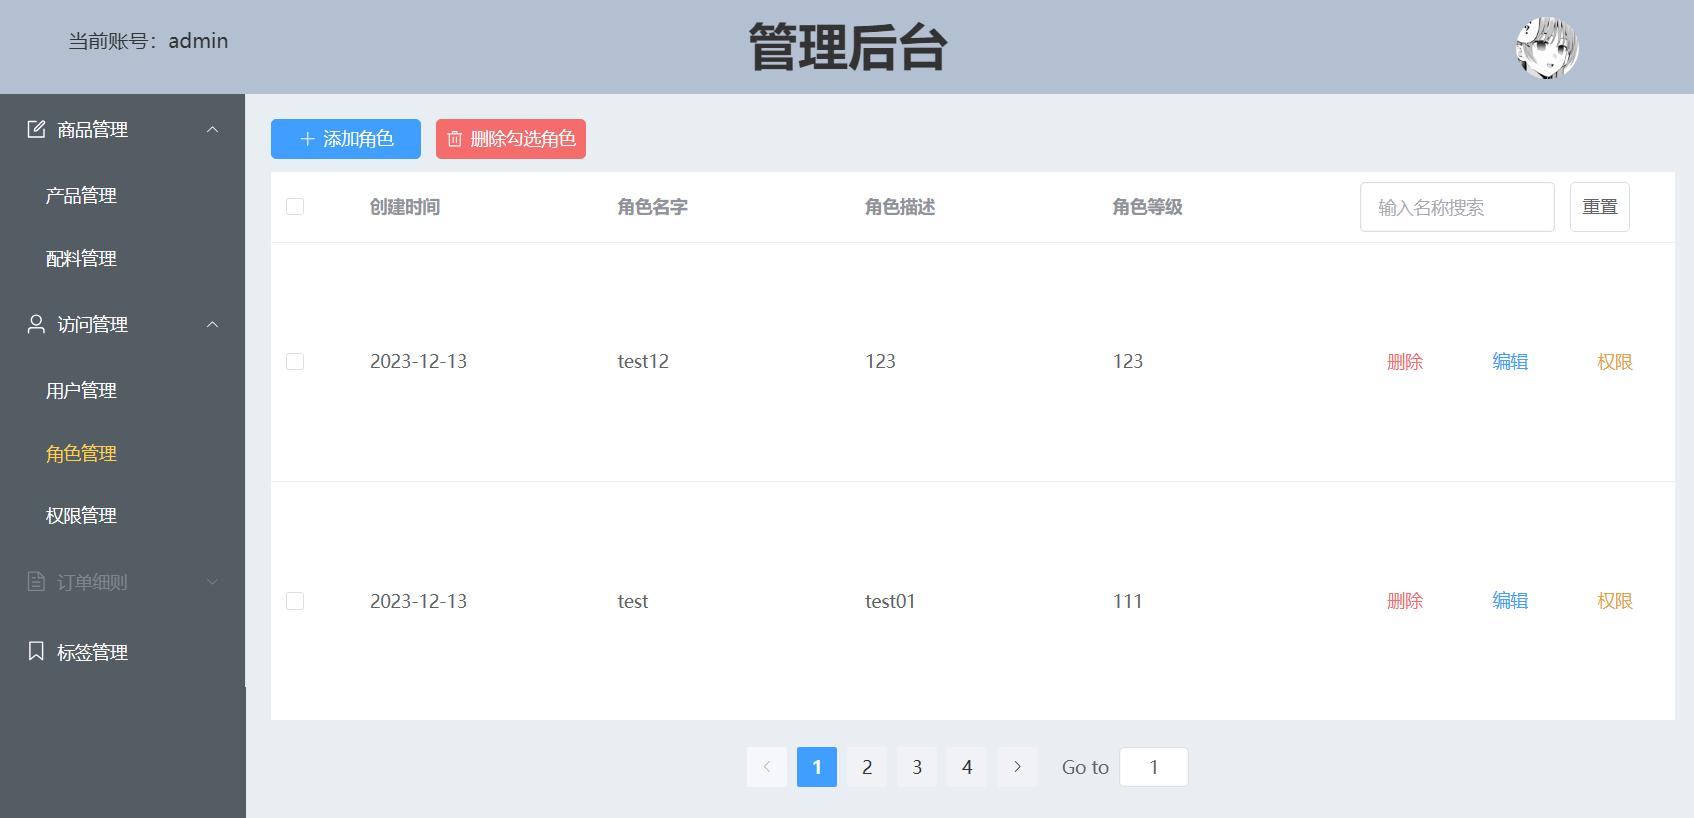 当前账号：admin
管理后台
商品管理
产品管理
配料管理
访问管理
用户管理
角色管理
权限管理
订单细则
标签管理
添加角色 删除勾选角色
创建时间 角色名字 角色描述 角色等级 输入名称搜索 重置
2023-12-13 test12 123 123 删除 编辑 权限
2023-12-13 test test01 111 删除 编辑 权限
1 2 3 4 Go to 1